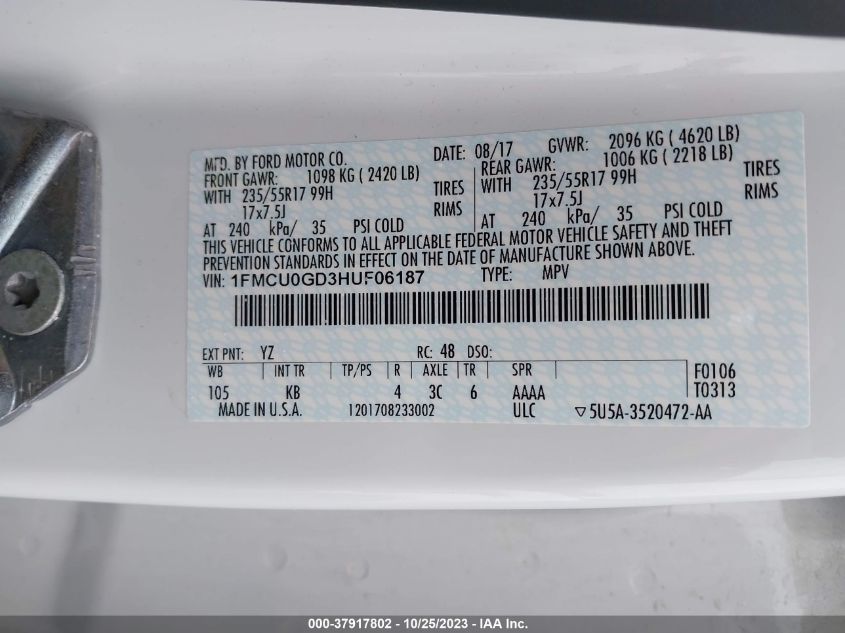 MFD. BY FORD MOTOR CO.
DATE: 08/17
GVWR: 2096 KG ( 4620 LB)
FRONT GAWR: 1098 KG ( 2420 LB)
REAR GAWR: 1006 KG ( 2218 LB)
WITH 235/55R17 99H TIRES
WITH 235/55R17 99H TIRES
17x7.5J RIMS
17x7.5J RIMS
AT 240 kPa/ 35 PSI COLD
AT 240 kPa/ 35 PSI COLD
THIS VEHICLE CONFORMS TO ALL APPLICABLE FEDERAL MOTOR VEHICLE SAFETY AND THEFT
PREVENTION STANDARDS IN EFFECT ON THE DATE OF MANUFACTURE SHOWN ABOVE.
VIN: 1FMCU0GD3HUF06187 TYPE: MPV
EXT PNT: YZ RC: 48 DSO:
WB INT TR TP/PS R AXLE TR SPR F0106
105 KB 4 3C 6 AAAA T0313
MADE IN U.S.A. 1201708233002 ULC ▽5U5A-3520472-AA
000-37917802 - 10/25/2023 - IAAI.com